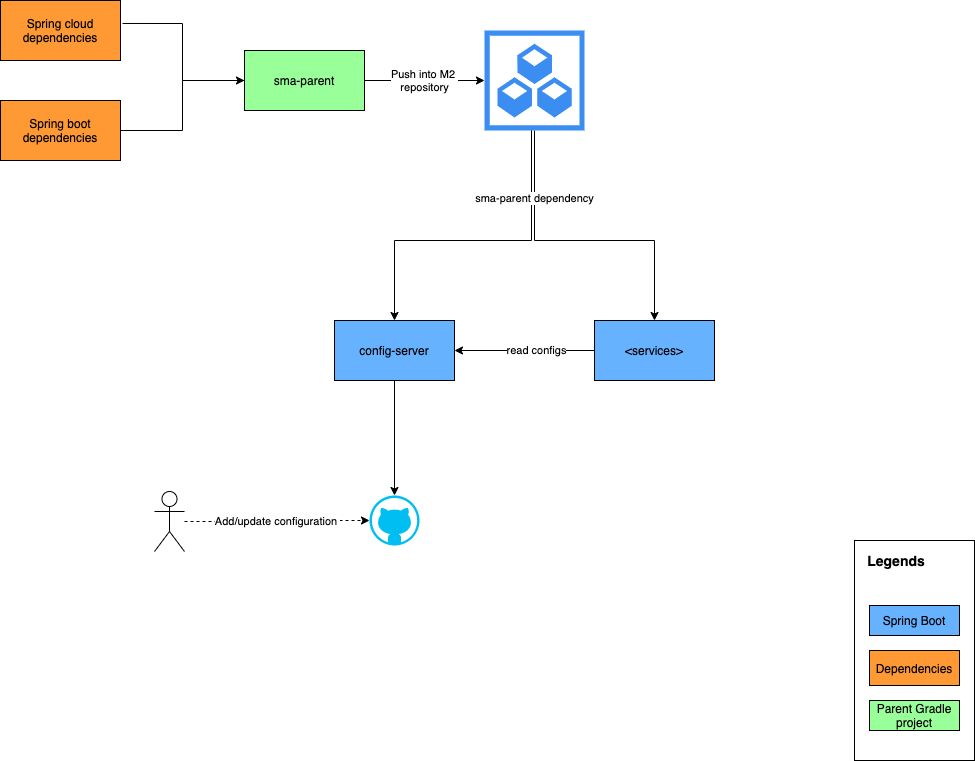 Spring cloud
dependencies
Spring boot
dependencies
sma-parent
Push into M2
repository
sma-parent dependency
config-server
read configs
<services>
Add/update configuration
Legends
Spring Boot
Dependencies
Parent Gradle
project